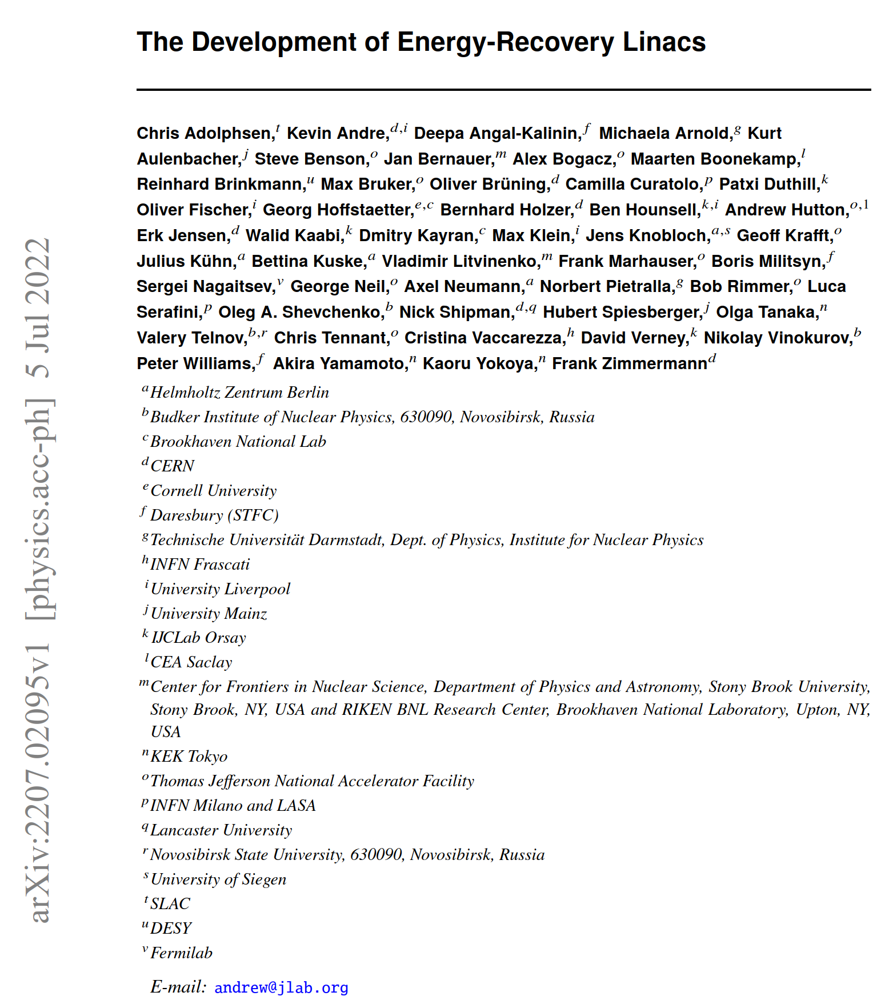 The Development of Energy-Recovery Linacs
Chris Adolphsen,t Kevin Andre,d,i Deepa Angal-Kalinin,f Michaela Arnold,g Kurt
Aulenbacher,j Steve Benson,o Jan Bernauer,m Alex Bogacz,o Maarten Boonekamp,l
Reinhard Brinkmann,u Max Bruker,o Oliver Brüning,d Camilla Curatolo,p Patxi Duthill,k
Oliver Fischer,i Georg Hoffstaetter,e,c Bernhard Holzer,d Ben Hounsell,k,i Andrew Hutton,o,1
Erk Jensen,d Walid Kaabi,k Dmitry Kayran,c Max Klein,i Jens Knobloch,a,s Geoff Krafft,o
Julius Kühn,a Bettina Kuske,a Vladimir Litvinenko,m Frank Marhauser,o Boris Militsyn,f
Sergei Nagaitsev,v George Neil,o Axel Neumann,a Norbert Pietralla,g Bob Rimmer,o Luca
Serafini,p Oleg A. Shevchenko,b Nick Shipman,d,q Hubert Spiesberger,j Olga Tanaka,n
Valery Telnov,b,r Chris Tennant,o Cristina Vaccarezza,h David Verney,k Nikolay Vinokurov,b
Peter Williams,f Akira Yamamoto,n Kaoru Yokoya,n Frank Zimmermannd
a Helmholtz Zentrum Berlin
b Budker Institute of Nuclear Physics, 630090, Novosibirsk, Russia
c Brookhaven National Lab
d CERN
e Cornell University
f Daresbury (STFC)
g Technische Universität Darmstadt, Dept. of Physics, Institute for Nuclear Physics
h INFN Frascati
i University Liverpool
j University Mainz
k IJCLab Orsay
l CEA Saclay
m Center for Frontiers in Nuclear Science, Department of Physics and Astronomy, Stony Brook University,
Stony Brook, NY, USA and RIKEN BNL Research Center, Brookhaven National Laboratory, Upton, NY,
USA
n KEK Tokyo
o Thomas Jefferson National Accelerator Facility
p INFN Milano and LASA
q Lancaster University
r Novosibirsk State University, 630090, Novosibirsk, Russia
s University of Siegen
t SLAC
u DESY
v Fermilab
E-mail: andrew@jlab.org
arXiv:2207.02095v1 [physics.acc-ph] 5 Jul 2022